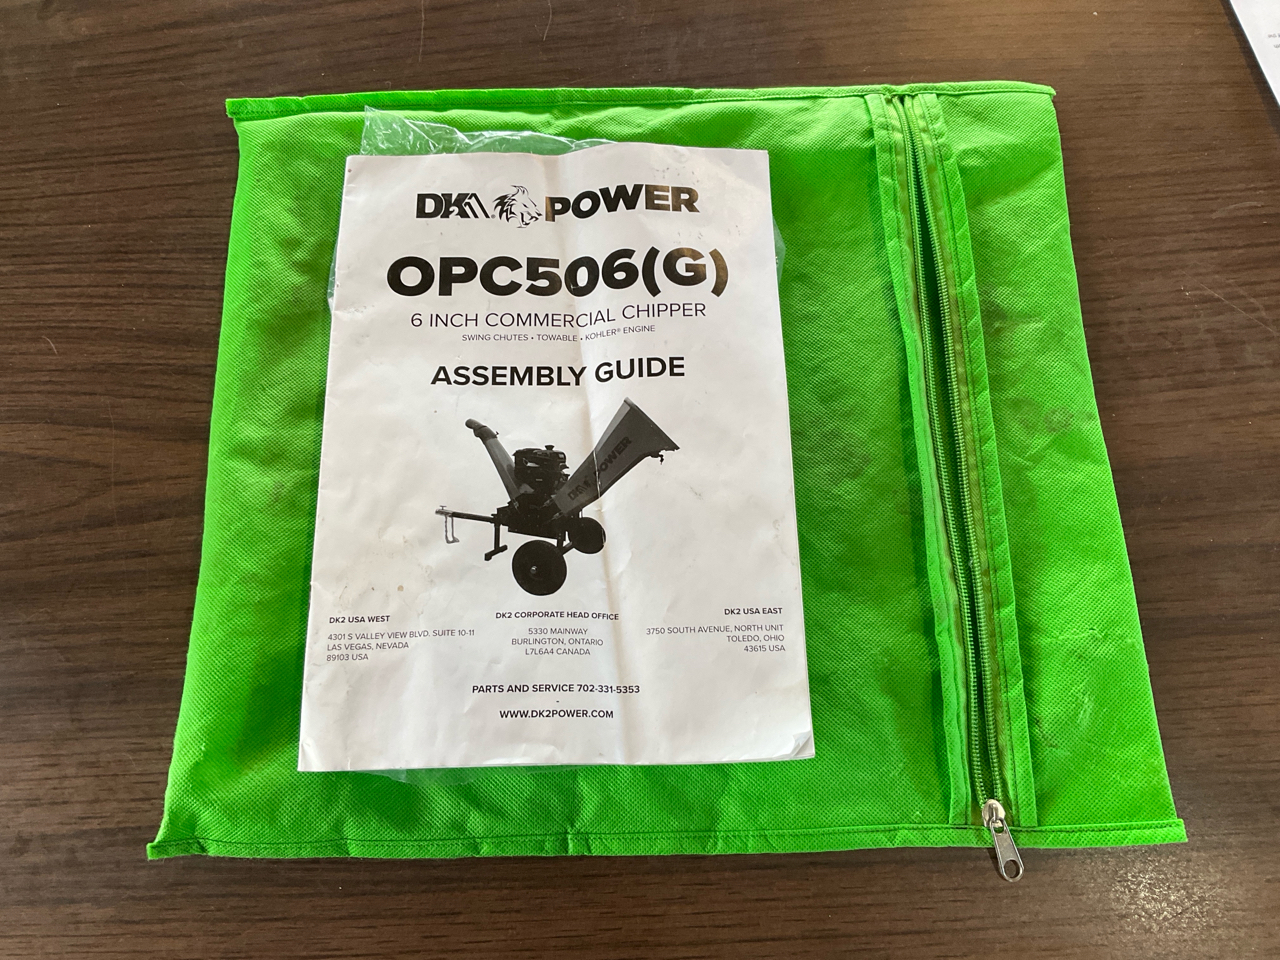 DK2 POWER
OPC506(G)
6 INCH COMMERCIAL CHIPPER
SWING CHUTES • TOWABLE • KOHLER® ENGINE
ASSEMBLY GUIDE
DK2 POWER
DK2 USA WEST
4301 S VALLEY VIEW BLVD. SUITE 10-11
LAS VEGAS, NEVADA
89103 USA
DK2 CORPORATE HEAD OFFICE
5330 MAINWAY
BURLINGTON, ONTARIO
L7L6A4 CANADA
DK2 USA EAST
3750 SOUTH AVENUE, NORTH UNIT
TOLEDO, OHIO
43615 USA
PARTS AND SERVICE 702-331-5353
-
WWW.DK2POWER.COM